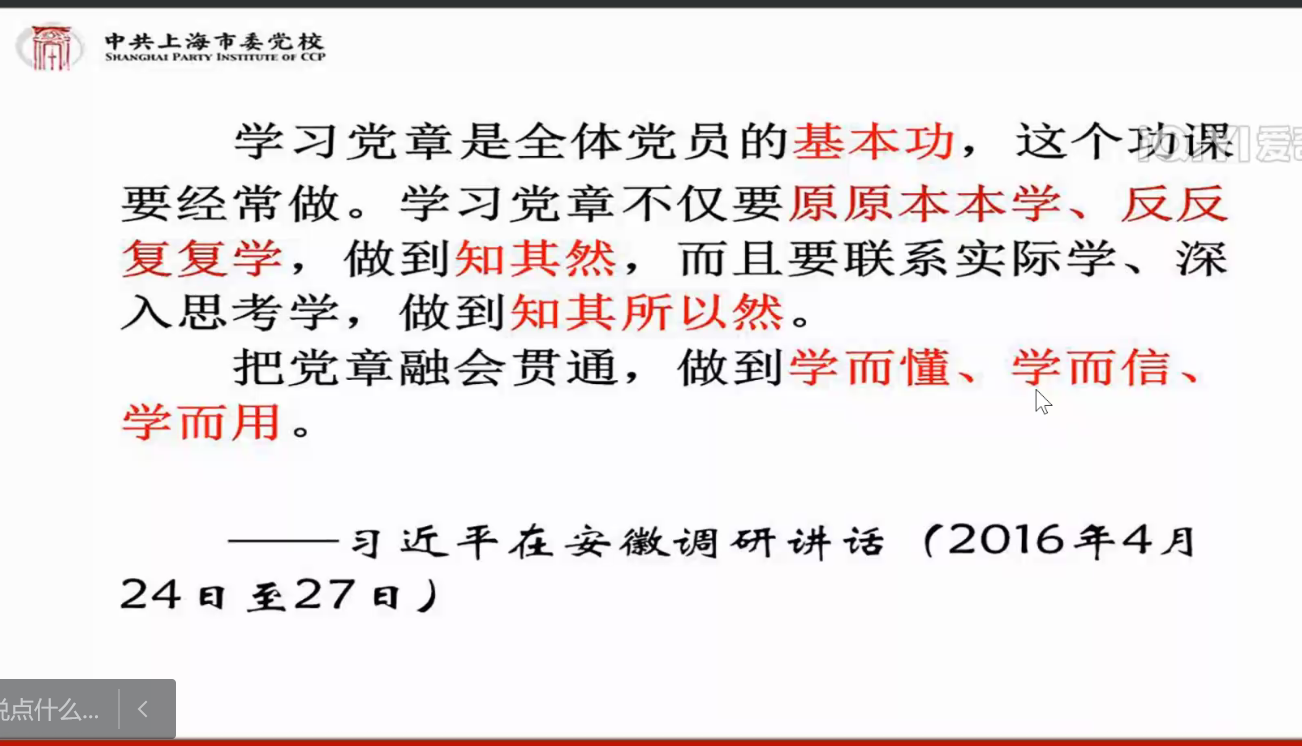 中共上海市委党校
SHANGHAI PARTY INSTITUTE OF CCP
学习党章是全体党员的基本功，这个功课
要经常做。学习党章不仅要原原本本学、反反
复复学，做到知其然，而且要联系实际学、深
入思考学，做到知其所以然。
把党章融会贯通，做到学而懂、学而信、
学而用。
——习近平在安徽调研讲话（2016年4月
24日至27日）
说点什么...